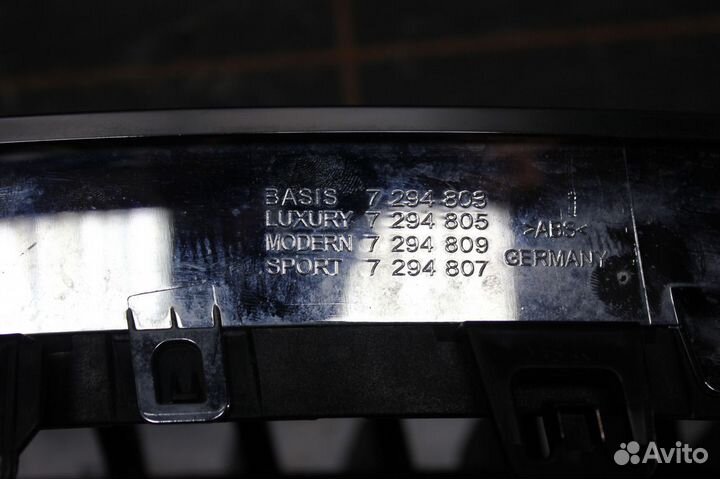 BASIS 7 294 803
LUXURY 7 294 805
MODERN 7 294 809
SPORT 7 294 807
1
>ABS<
GERMANY
Avito